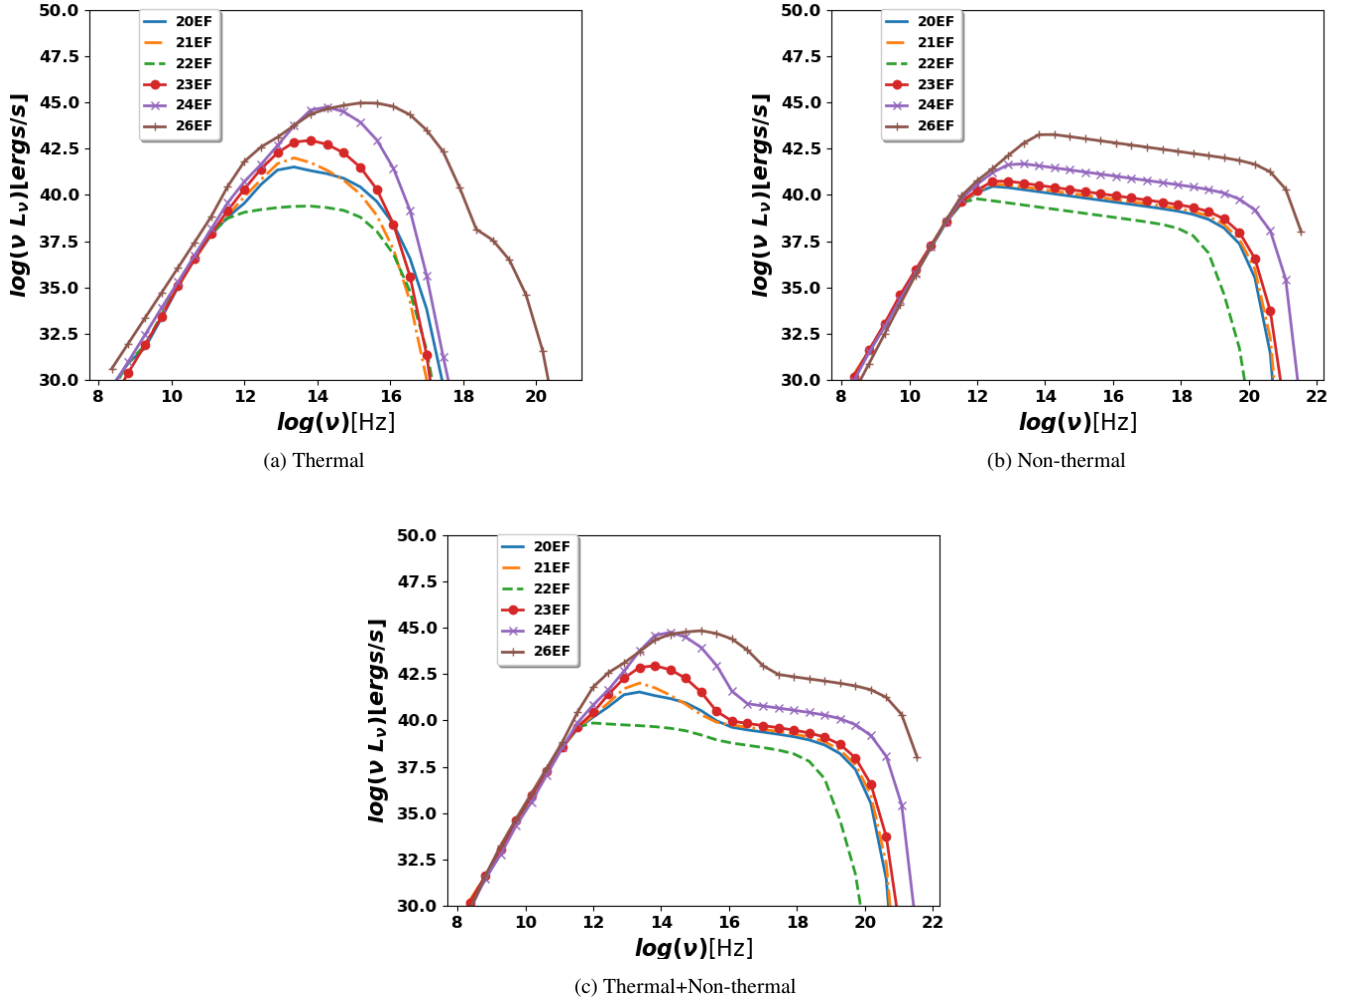 50.0
47.5
45.0
42.5
40.0
37.5
35.0
32.5
30.0
log(ν Lν)[ergs/s]
20EF
21EF
22EF
23EF
24EF
26EF
8 10 12 14 16 18 20
log(ν)[Hz]
(a) Thermal
50.0
47.5
45.0
42.5
40.0
37.5
35.0
32.5
30.0
log(ν Lν)[ergs/s]
20EF
21EF
22EF
23EF
24EF
26EF
8 10 12 14 16 18 20 22
log(ν)[Hz]
(b) Non-thermal
50.0
47.5
45.0
42.5
40.0
37.5
35.0
32.5
30.0
log(ν Lν)[ergs/s]
20EF
21EF
22EF
23EF
24EF
26EF
8 10 12 14 16 18 20 22
log(ν)[Hz]
(c) Thermal+Non-thermal